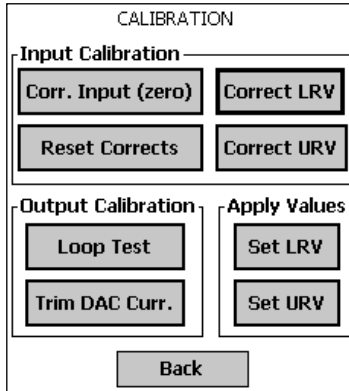 CALIBRATION
Input Calibration
Corr. Input (zero)
Correct LRV
Reset Corrects
Correct URV
Output Calibration
Apply Values
Loop Test
Set LRV
Trim DAC Curr.
Set URV
Back